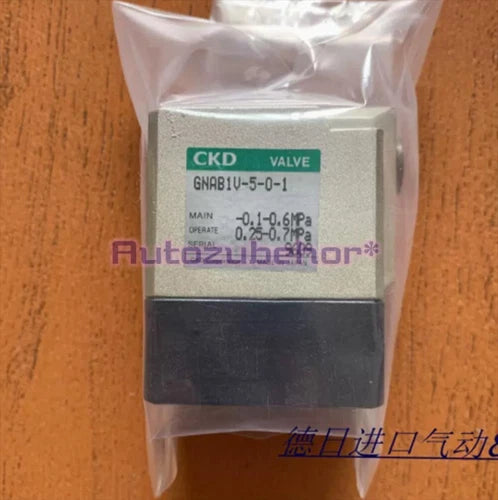 CKD VALVE
GNAB1V-5-0-1
MAIN -0.1-0.6MPa
OPERATE 0.25-0.7MPa
SERIAL
Autozubehor*
德日进口气动&